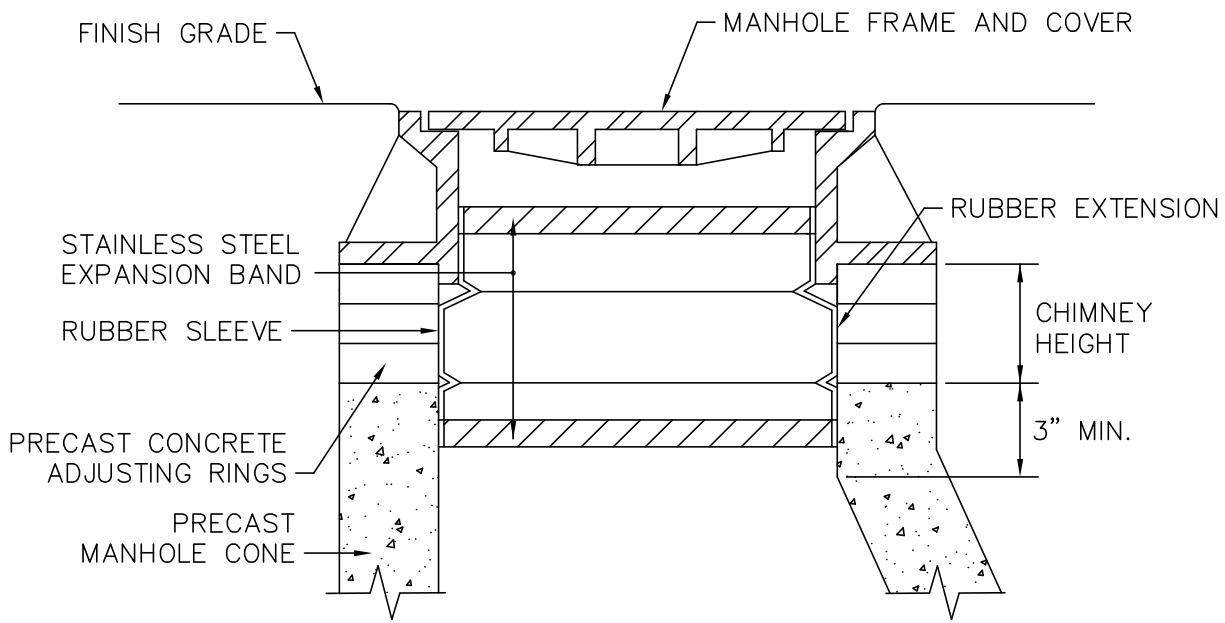 FINISH GRADE
MANHOLE FRAME AND COVER
RUBBER EXTENSION
STAINLESS STEEL
EXPANSION BAND
RUBBER SLEEVE
CHIMNEY
HEIGHT
PRECAST CONCRETE
ADJUSTING RINGS
3” MIN.
PRECAST
MANHOLE CONE